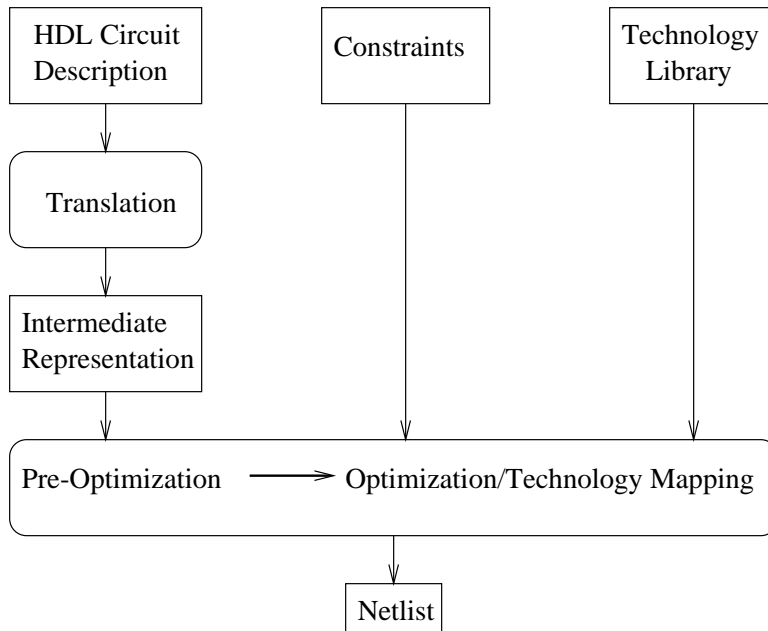 HDL Circuit
Description
Constraints
Technology
Library
Translation
Intermediate
Representation
Pre-Optimization
Optimization/Technology Mapping
Netlist